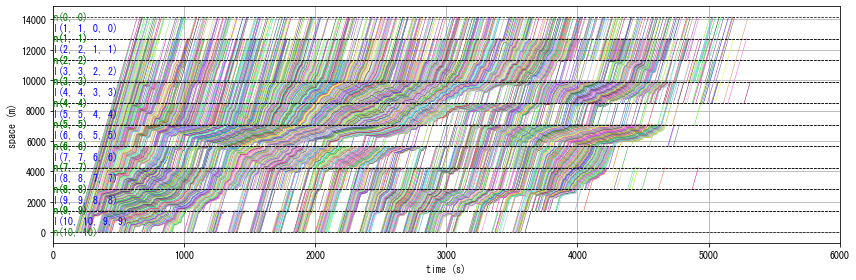 14000
12000
10000
8000
6000
4000
2000
0
space (m)
n(0, 0)
l(1, 1, 0, 0)
n(1, 1)
l(2, 2, 1, 1)
n(2, 2)
l(3, 3, 2, 2)
n(3, 3)
l(4, 4, 3, 3)
n(4, 4)
l(5, 5, 4, 4)
n(5, 5)
l(6, 6, 5, 5)
n(6, 6)
l(7, 7, 6, 6)
n(7, 7)
l(8, 8, 7, 7)
n(8, 8)
l(9, 9, 8, 8)
n(9, 9)
l(10, 10, 9, 9)
n(10, 10)
0 1000 2000 3000 4000 5000 6000
time (s)